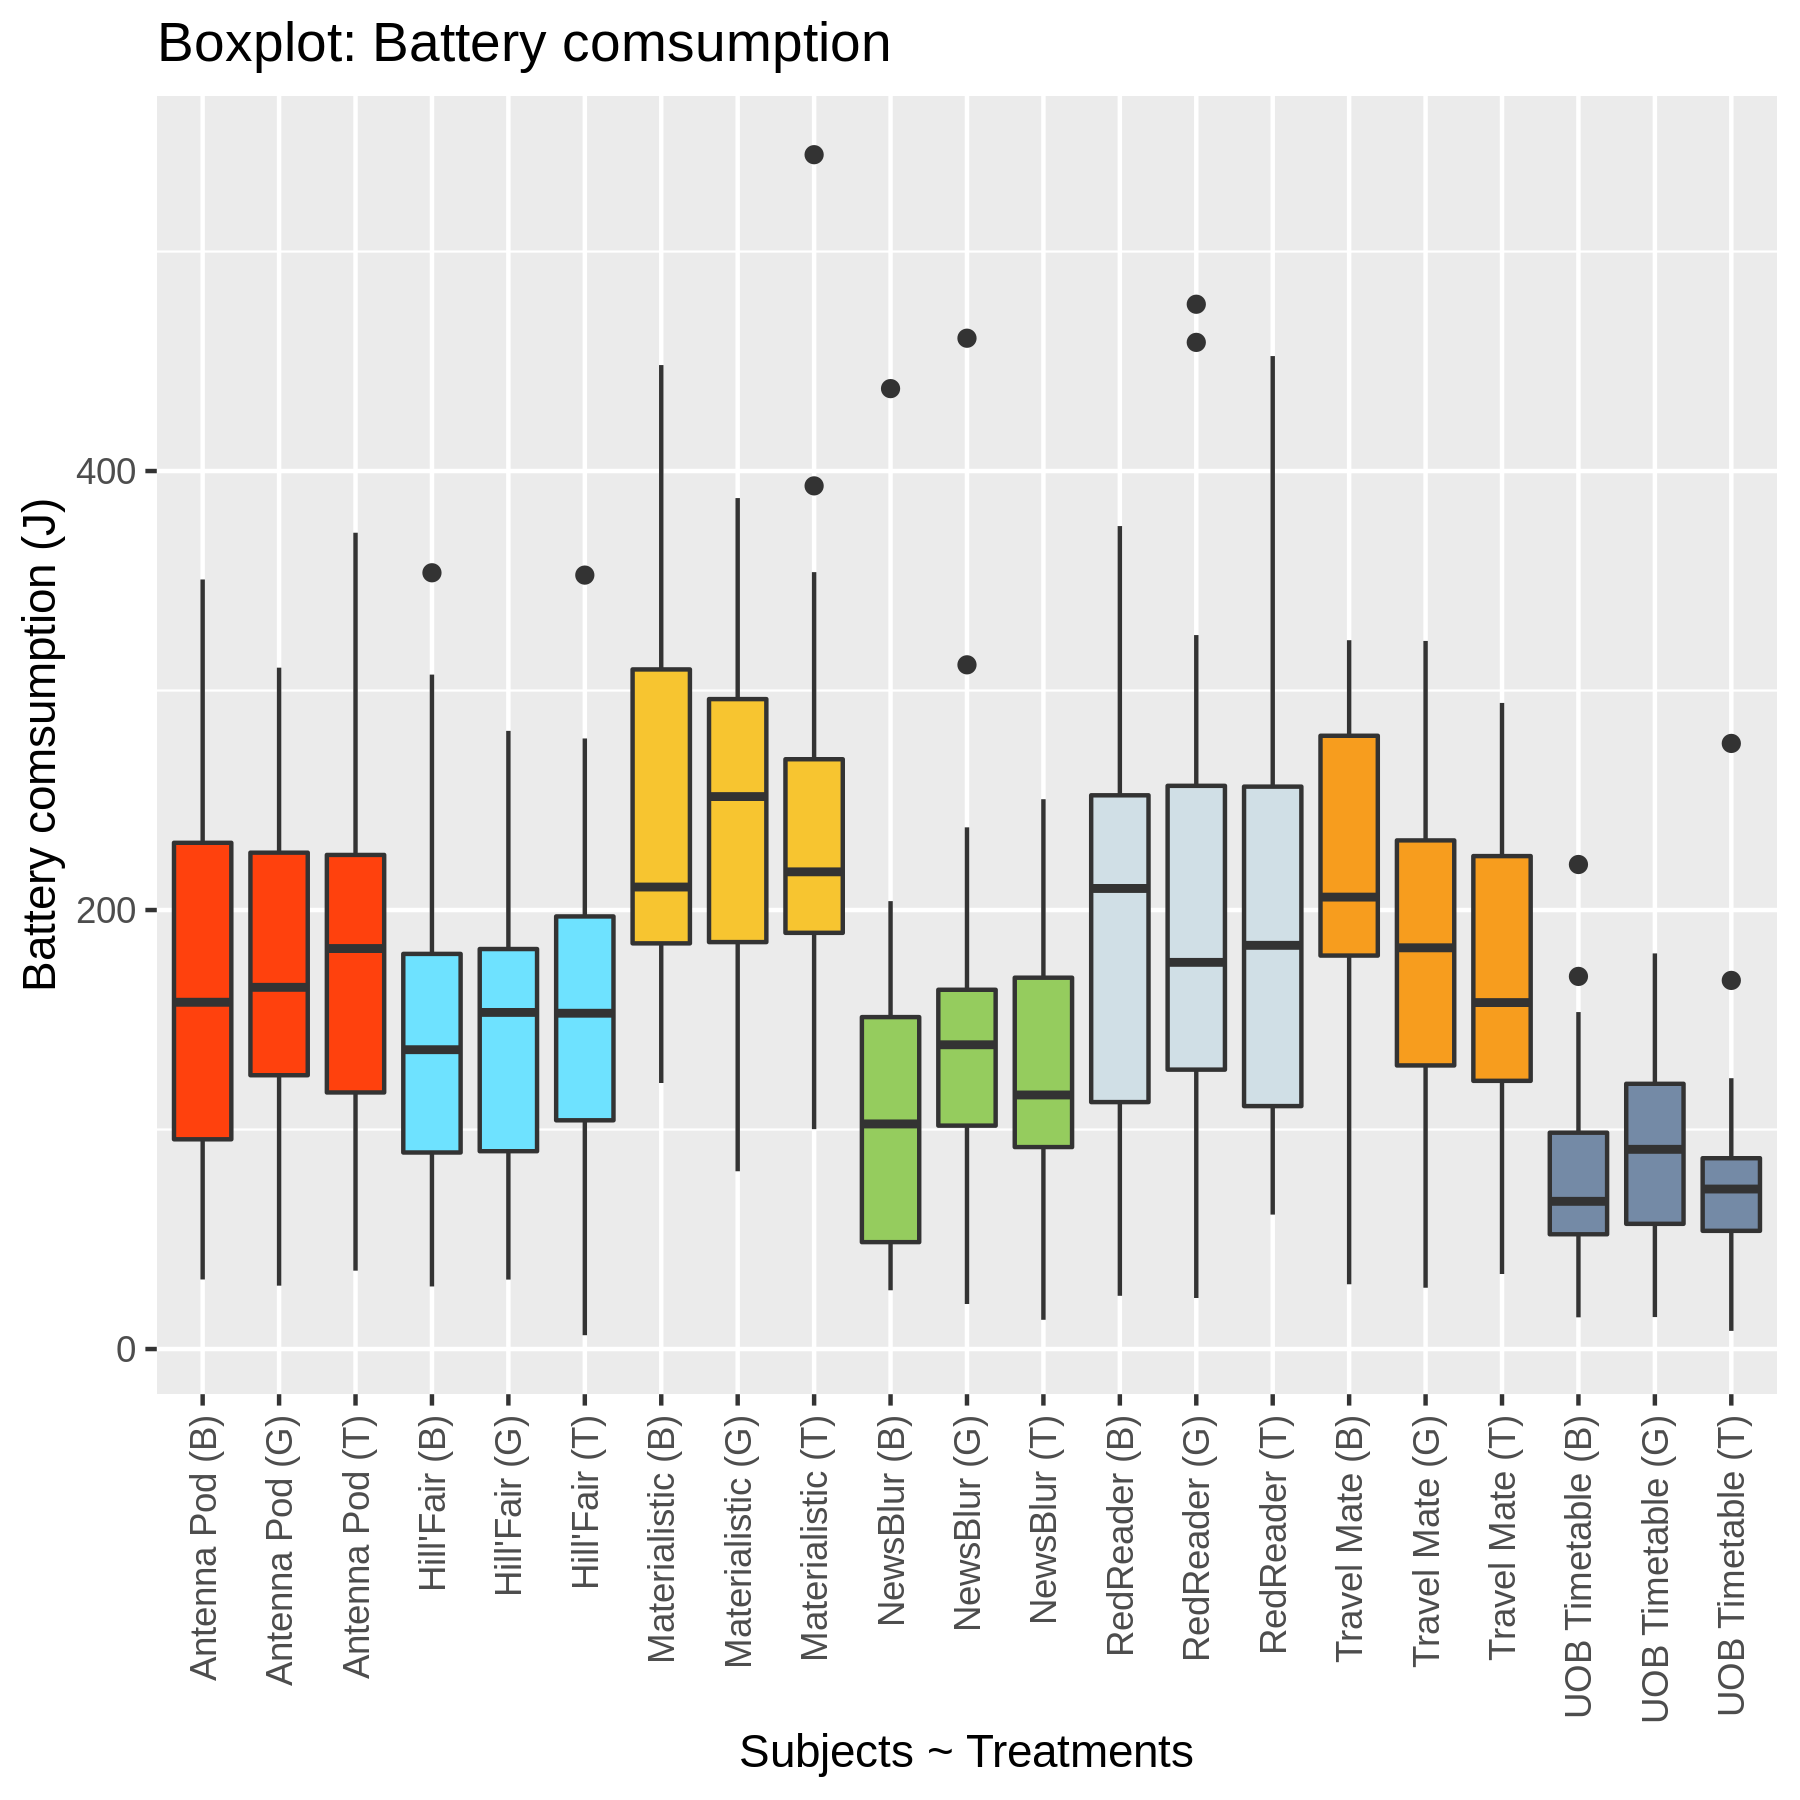 Boxplot: Battery comsumption
Battery comsumption (J)
400
200
0
Antenna Pod (B)
Antenna Pod (G)
Antenna Pod (T)
Hill'Fair (B)
Hill'Fair (G)
Hill'Fair (T)
Materialistic (B)
Materialistic (G)
Materialistic (T)
NewsBlur (B)
NewsBlur (G)
NewsBlur (T)
RedReader (B)
RedReader (G)
RedReader (T)
Travel Mate (B)
Travel Mate (G)
Travel Mate (T)
UOB Timetable (B)
UOB Timetable (G)
UOB Timetable (T)
Subjects ~ Treatments